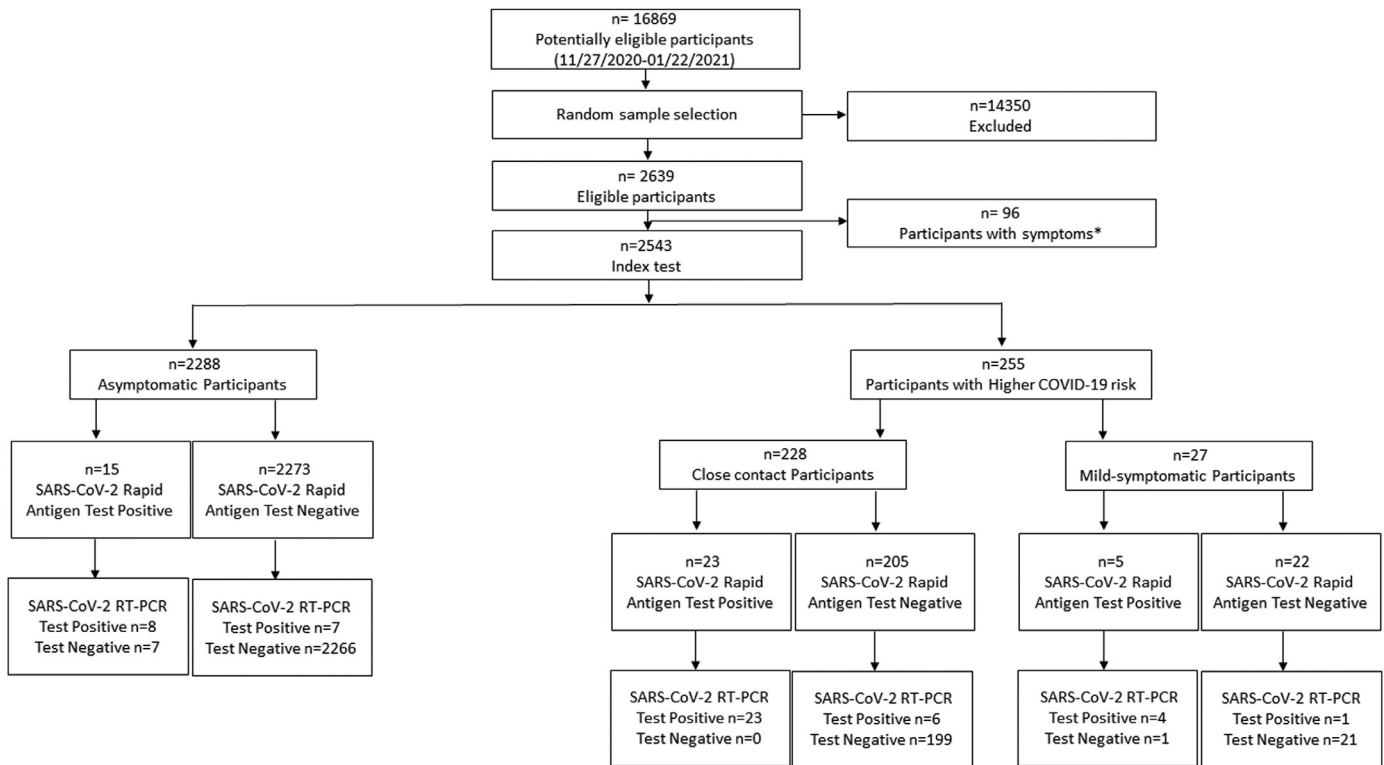 n= 16869
Potentially eligible participants
(11/27/2020-01/22/2021)
Random sample selection
n=14350
Excluded
n= 2639
Eligible participants
n= 96
Participants with symptoms*
n=2543
Index test
n=2288
Asymptomatic Participants
n=255
Participants with Higher COVID-19 risk
n=15
SARS-CoV-2 Rapid
Antigen Test Positive
n=2273
SARS-CoV-2 Rapid
Antigen Test Negative
n=228
Close contact Participants
n=27
Mild-symptomatic Participants
n=23
SARS-CoV-2 Rapid
Antigen Test Positive
n=205
SARS-CoV-2 Rapid
Antigen Test Negative
n=5
SARS-CoV-2 Rapid
Antigen Test Positive
n=22
SARS-CoV-2 Rapid
Antigen Test Negative
SARS-CoV-2 RT-PCR
Test Positive n=8
Test Negative n=7
SARS-CoV-2 RT-PCR
Test Positive n=7
Test Negative n=2266
SARS-CoV-2 RT-PCR
Test Positive n=23
Test Negative n=0
SARS-CoV-2 RT-PCR
Test Positive n=6
Test Negative n=199
SARS-CoV-2 RT-PCR
Test Positive n=4
Test Negative n=1
SARS-CoV-2 RT-PCR
Test Positive n=1
Test Negative n=21